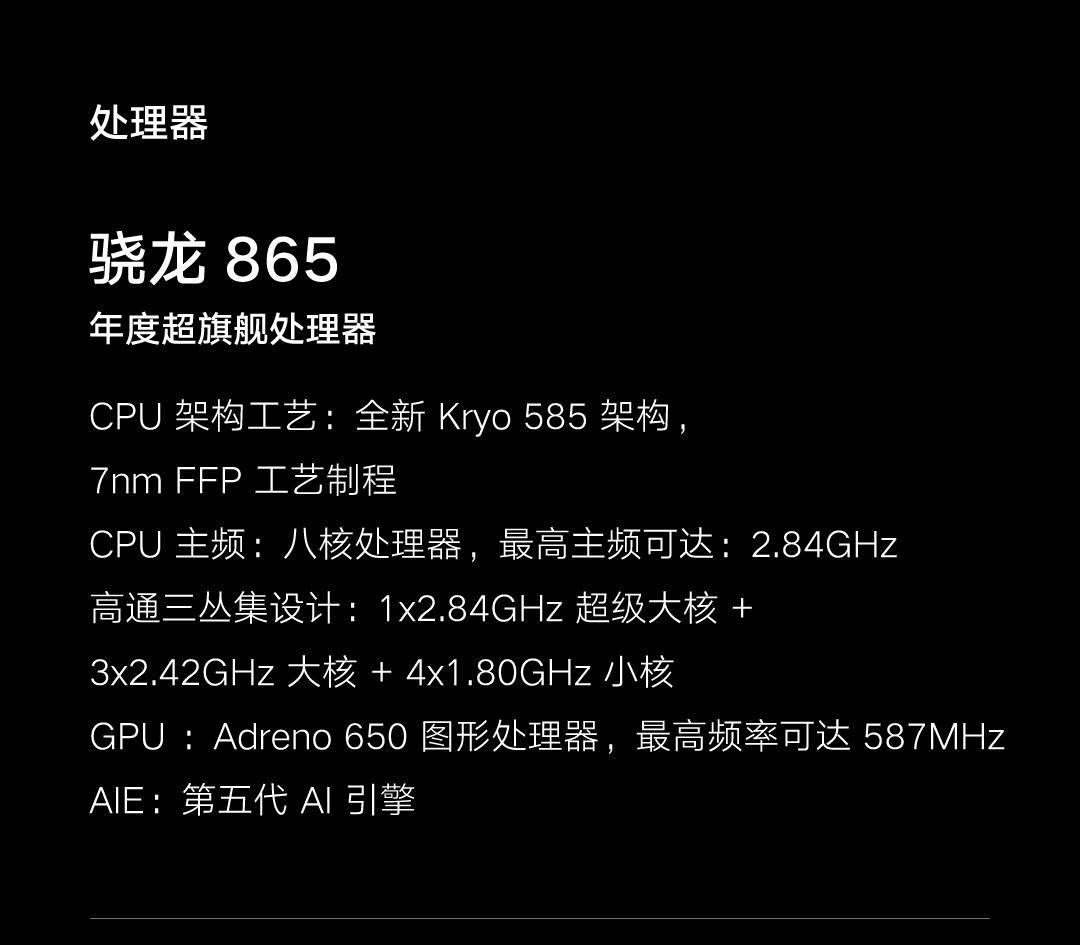 处理器
骁龙 865
年度超旗舰处理器
CPU 架构工艺：全新 Kryo 585 架构，
7nm FFP 工艺制程
CPU 主频：八核处理器，最高主频可达：2.84GHz
高通三丛集设计：1x2.84GHz 超级大核 +
3x2.42GHz 大核 + 4x1.80GHz 小核
GPU ：Adreno 650 图形处理器，最高频率可达 587MHz
AIE：第五代 AI 引擎